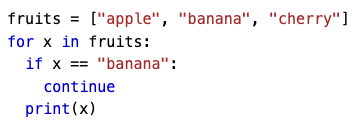 fruits = ["apple", "banana", "cherry"]
for x in fruits:
  if x == "banana":
    continue
  print(x)